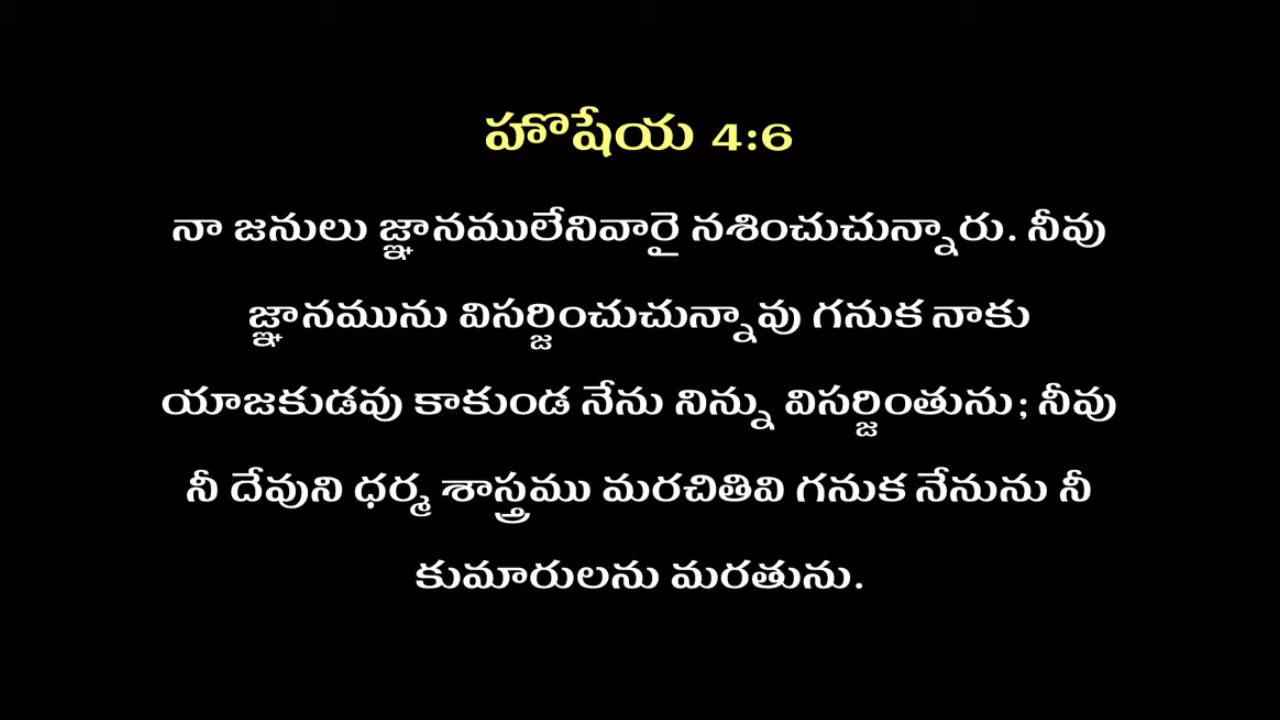 హొషేయ 4:6
నా జనులు జ్ఞానములేనివారై నశించుచున్నారు. నీవు
జ్ఞానమును విసర్జించుచున్నావు గనుక నాకు
యాజకుడవు కాకుండ నేను నిన్ను విసర్జింతును; నీవు
నీ దేవుని ధర్మ శాస్త్రము మరచితివి గనుక నేనును నీ
కుమారులను మరతును.